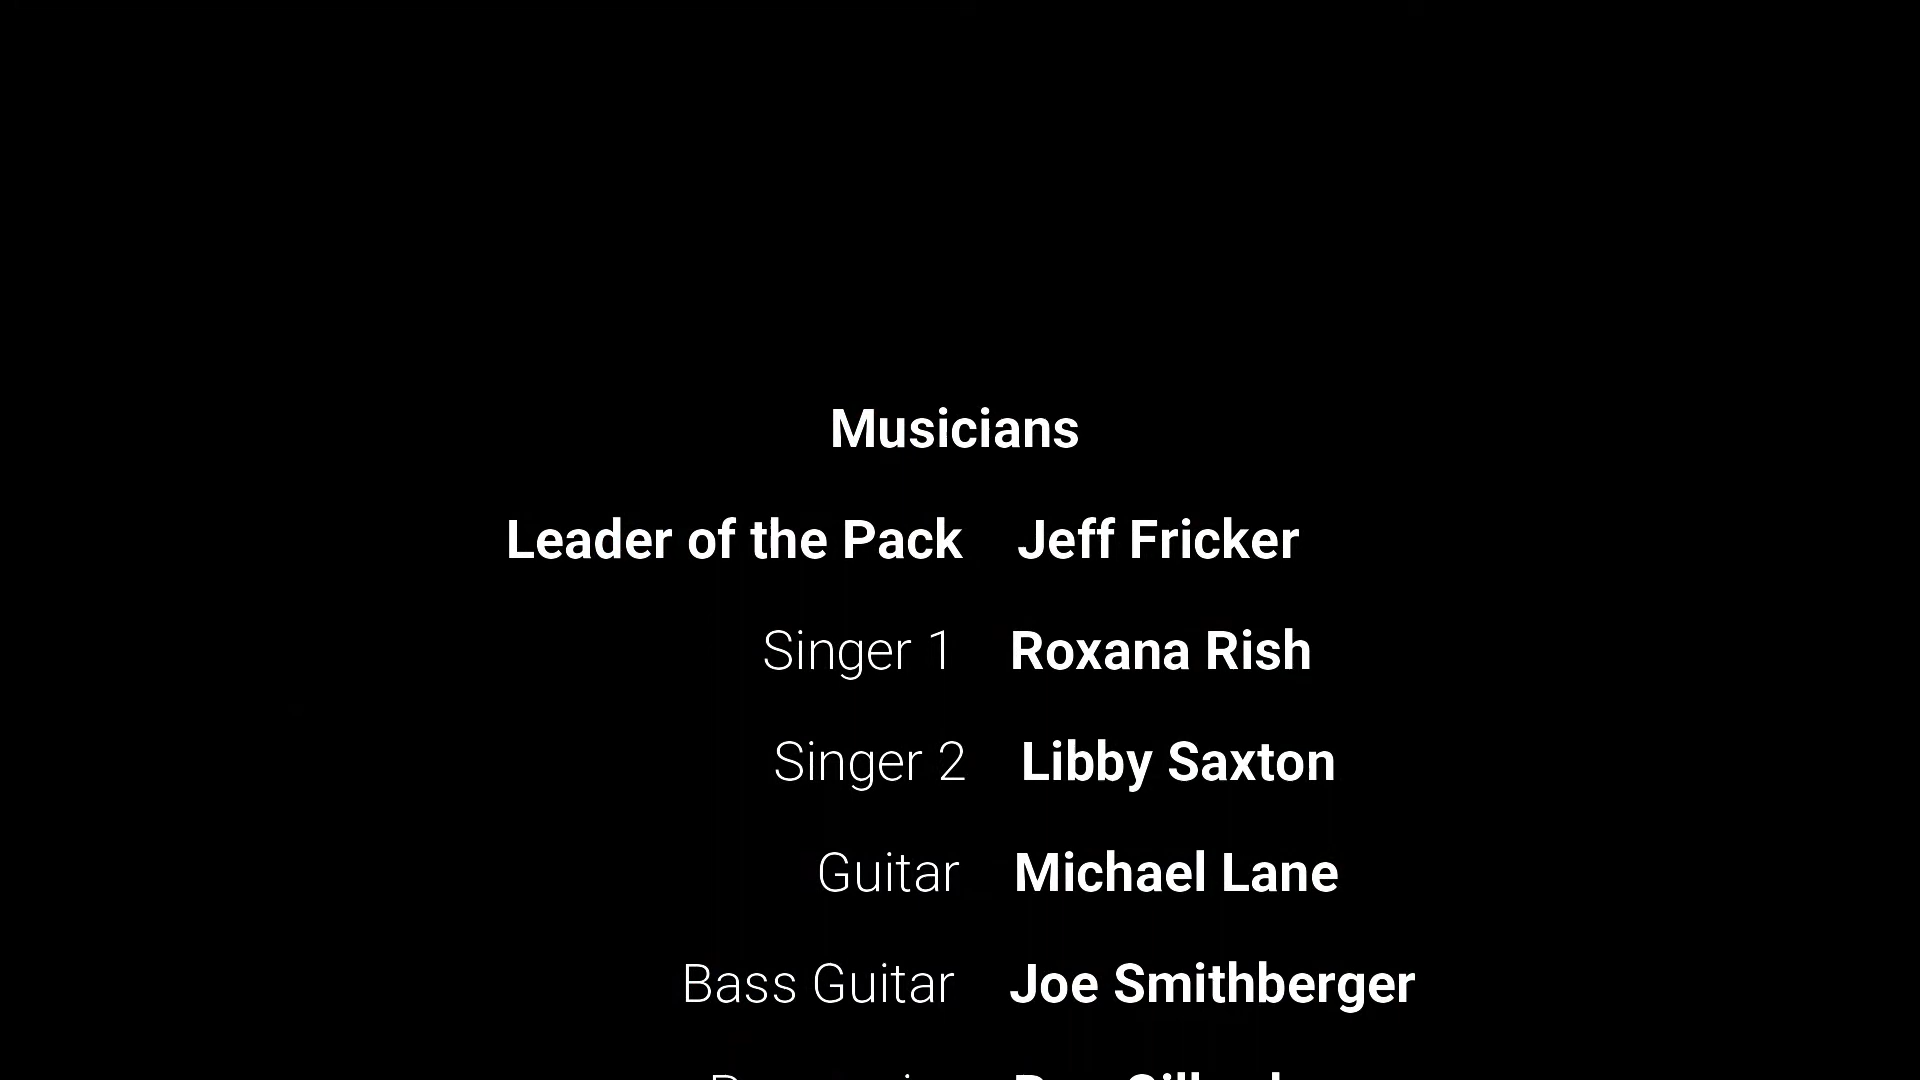 Musicians
Leader of the Pack Jeff Fricker
Singer 1 Roxana Rish
Singer 2 Libby Saxton
Guitar Michael Lane
Bass Guitar Joe Smithberger